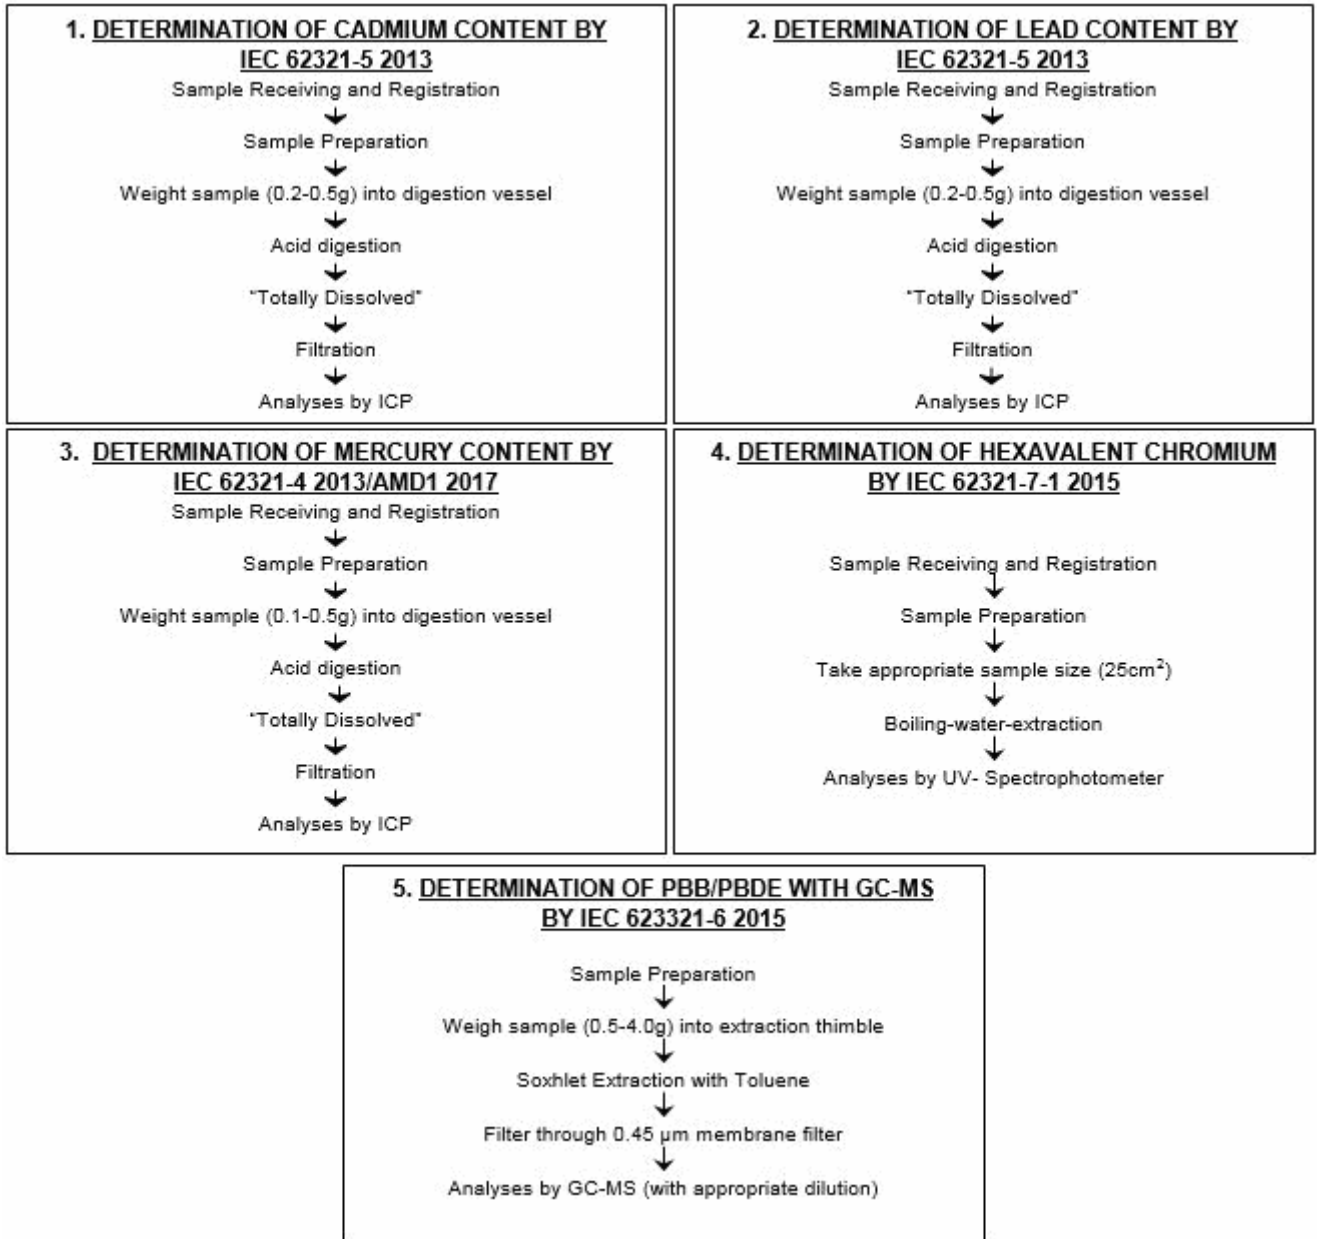 1. DETERMINATION OF CADMIUM CONTENT BY
IEC 62321-5 2013
Sample Receiving and Registration
Sample Preparation
Weight sample (0.2-0.5g) into digestion vessel
Acid digestion
"Totally Dissolved"
Filtration
Analyses by ICP
2. DETERMINATION OF LEAD CONTENT BY
IEC 62321-5 2013
Sample Receiving and Registration
Sample Preparation
Weight sample (0.2-0.5g) into digestion vessel
Acid digestion
"Totally Dissolved"
Filtration
Analyses by ICP
3. DETERMINATION OF MERCURY CONTENT BY
IEC 62321-4 2013/AMD1 2017
Sample Receiving and Registration
Sample Preparation
Weight sample (0.1-0.5g) into digestion vessel
Acid digestion
"Totally Dissolved"
Filtration
Analyses by ICP
4. DETERMINATION OF HEXAVALENT CHROMIUM
BY IEC 62321-7-1 2015
Sample Receiving and Registration
Sample Preparation
Take appropriate sample size (25cm²)
Boiling-water-extraction
Analyses by UV- Spectrophotometer
5. DETERMINATION OF PBB/PBDE WITH GC-MS
BY IEC 623321-6 2015
Sample Preparation
Weigh sample (0.5-4.0g) into extraction thimble
Soxhlet Extraction with Toluene
Filter through 0.45 µm membrane filter
Analyses by GC-MS (with appropriate dilution)